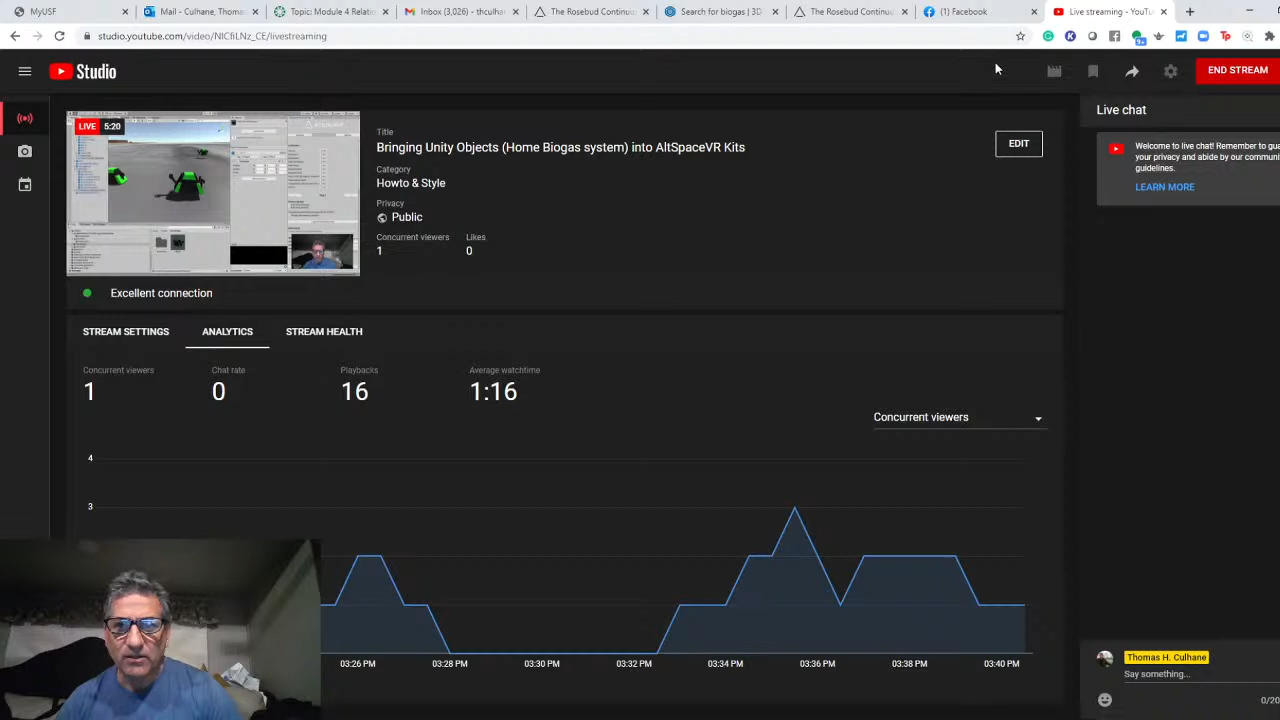 MyUSF
Mail - Culhane, Thomas
Topic: Module 4 Relatio
Inbox (3,026) - thculhan
The Rosebud Continuu
Search for biogas | 3D
The Rosebud Continuu
(1) Facebook
Live streaming - YouTu
studio.youtube.com/video/NICfiLNz_CE/livestreaming
9+
Studio
END STREAM
LIVE 5:20
Title
Bringing Unity Objects (Home Biogas system) into AltSpaceVR Kits
EDIT
Category
Howto & Style
Privacy
Public
Concurrent viewers Likes
1 0
Excellent connection
Live chat
Welcome to live chat! Remember to gua
your privacy and abide by our commun
guidelines.
LEARN MORE
STREAM SETTINGS ANALYTICS STREAM HEALTH
Concurrent viewers Chat rate Playbacks Average watchtime
1 0 16 1:16
Concurrent viewers
4
3
03:26 PM
03:30 PM 03:32 PM 03:34 PM 03:36 PM 03:38 PM 03:40 PM
Thomas H. Culhane
Say something...
0/20